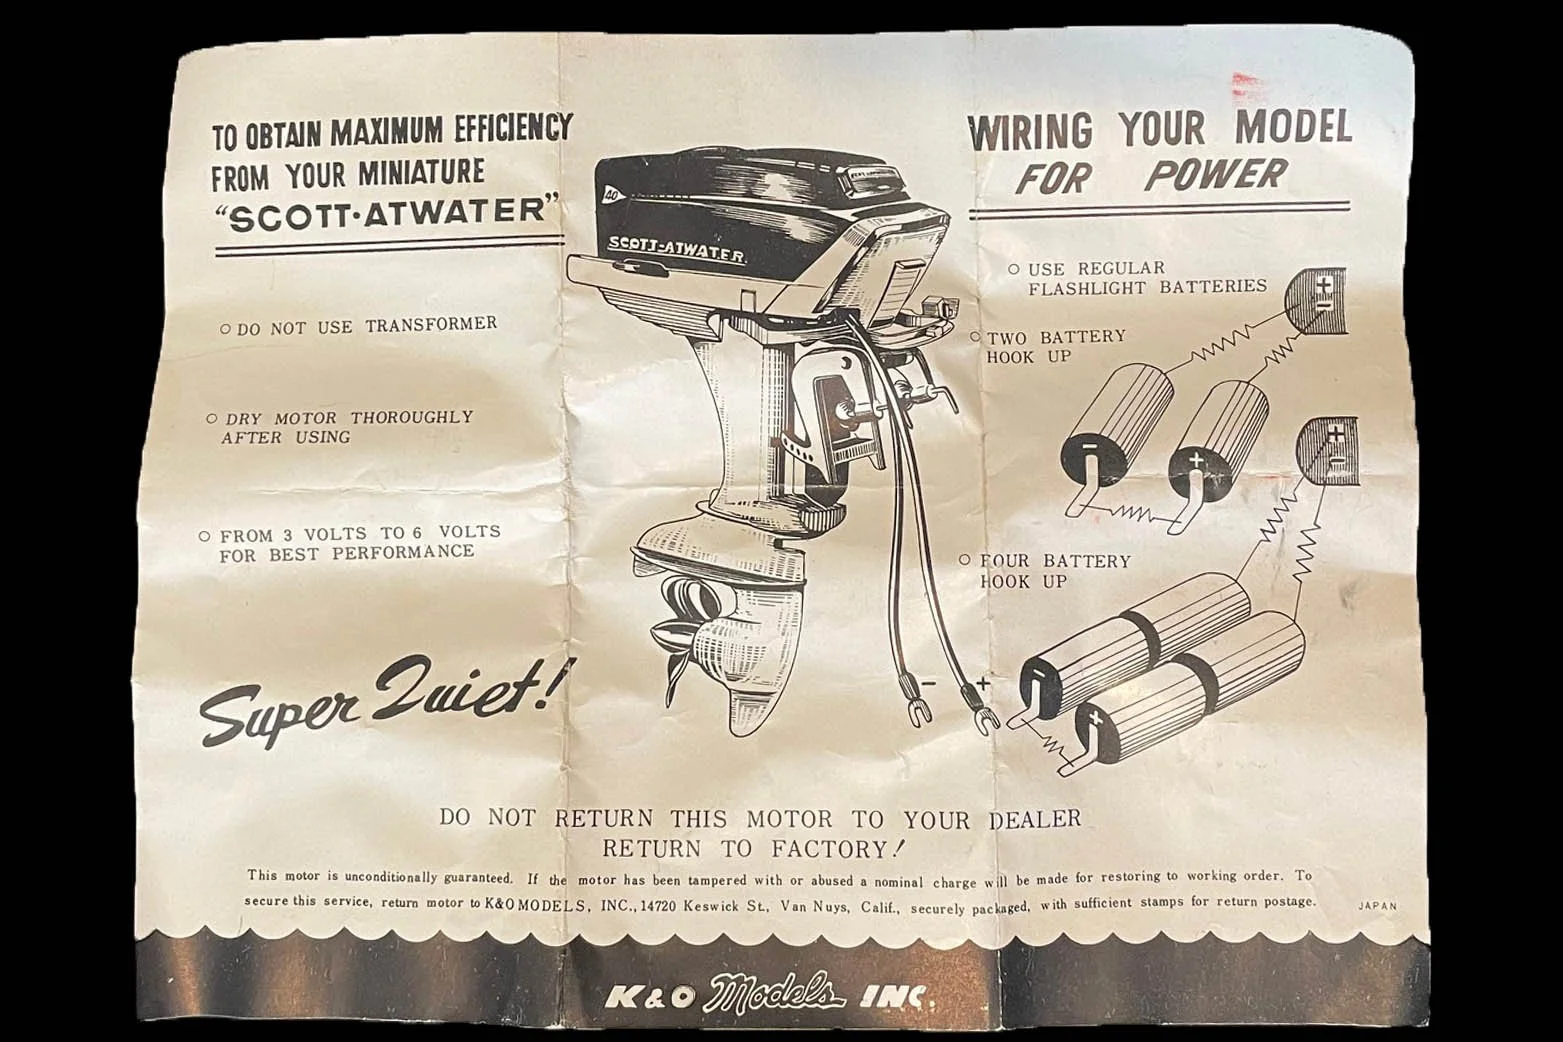 TO OBTAIN MAXIMUM EFFICIENCY
FROM YOUR MINIATURE
"SCOTT·ATWATER"
○ DO NOT USE TRANSFORMER
○ DRY MOTOR THOROUGHLY
AFTER USING
○ FROM 3 VOLTS TO 6 VOLTS
FOR BEST PERFORMANCE
Super Quiet!
40
SCOTT-ATWATER
- +
WIRING YOUR MODEL
FOR POWER
○ USE REGULAR
FLASHLIGHT BATTERIES
+ -
○ TWO BATTERY
HOOK UP
- +
+ -
○ FOUR BATTERY
HOOK UP
- +
DO NOT RETURN THIS MOTOR TO YOUR DEALER
RETURN TO FACTORY!
This motor is unconditionally guaranteed. If the motor has been tampered with or abused a nominal charge will be made for restoring to working order. To
secure this service, return motor to K&O MODELS, INC., 14720 Keswick St., Van Nuys, Calif., securely packaged, with sufficient stamps for return postage.
JAPAN
K&O Models INC.